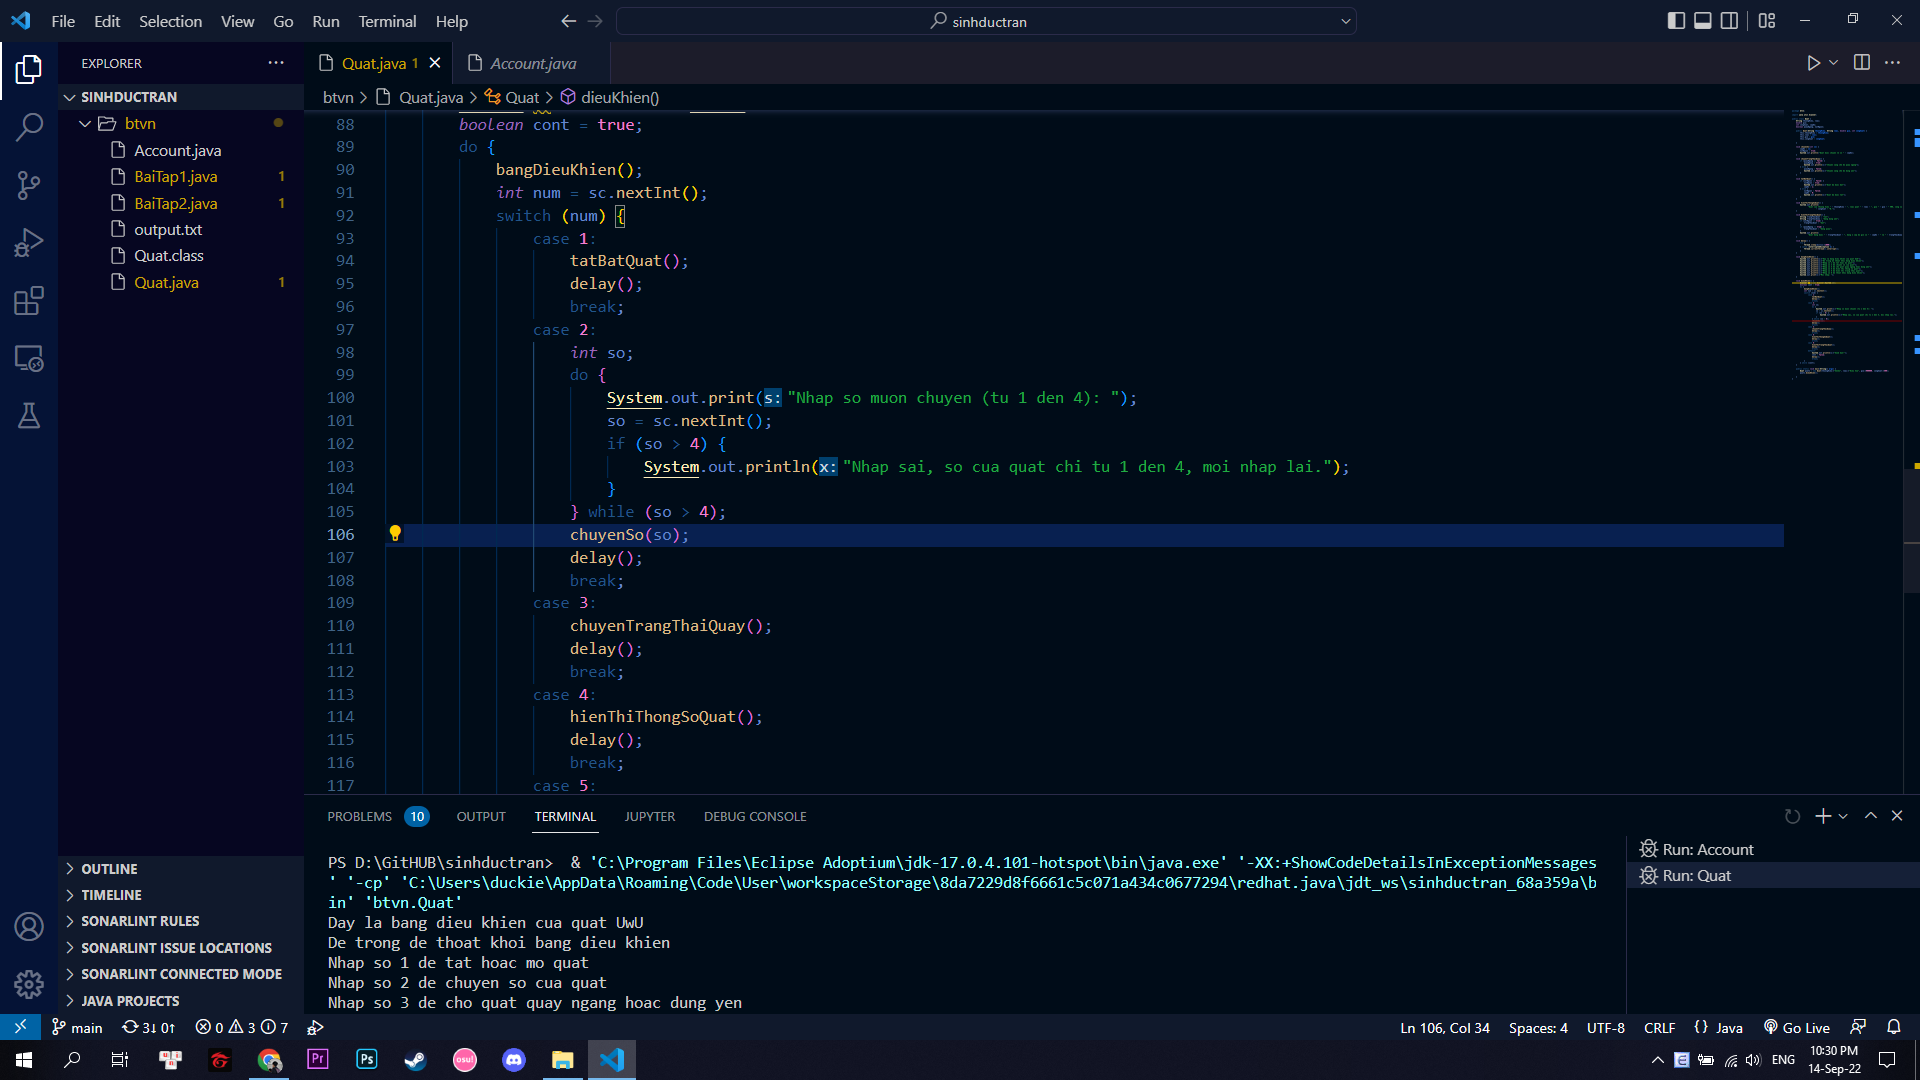 File Edit Selection View Go Run Terminal Help
sinhductran
EXPLORER
SINHDUCTRAN
btvn
Account.java
BaiTap1.java 1
BaiTap2.java 1
output.txt
Quat.class
Quat.java 1
OUTLINE
TIMELINE
SONARLINT RULES
SONARLINT ISSUE LOCATIONS
SONARLINT CONNECTED MODE
JAVA PROJECTS
Quat.java 1
Account.java
btvn > Quat.java > Quat > dieuKhien()
88 boolean cont = true;
89 do {
90 bangDieuKhien();
91 int num = sc.nextInt();
92 switch (num) {
93 case 1:
94 tatBatQuat();
95 delay();
96 break;
97 case 2:
98 int so;
99 do {
100 System.out.print(s: "Nhap so muon chuyen (tu 1 den 4): ");
101 so = sc.nextInt();
102 if (so > 4) {
103 System.out.println(x: "Nhap sai, so cua quat chi tu 1 den 4, moi nhap lai.");
104 }
105 } while (so > 4);
106 chuyenSo(so);
107 delay();
108 break;
109 case 3:
110 chuyenTrangThaiQuay();
111 delay();
112 break;
113 case 4:
114 hienThiThongSoQuat();
115 delay();
116 break;
117 case 5:
PROBLEMS 10 OUTPUT TERMINAL JUPYTER DEBUG CONSOLE
PS D:\GitHUB\sinhductran> & 'C:\Program Files\Eclipse Adoptium\jdk-17.0.4.101-hotspot\bin\java.exe' '-XX:+ShowCodeDetailsInExceptionMessages
' '-cp' 'C:\Users\duckie\AppData\Roaming\Code\User\workspaceStorage\8da7229d8f6661c5c071a434c0677294\redhat.java\jdt_ws\sinhductran_68a359a\b
in' 'btvn.Quat'
Day la bang dieu khien cua quat UwU
De trong de thoat khoi bang dieu khien
Nhap so 1 de tat hoac mo quat
Nhap so 2 de chuyen so cua quat
Nhap so 3 de cho quat quay ngang hoac dung yen
Run: Account
Run: Quat
main 3↓ 0↑ 0 3 7
Ln 106, Col 34 Spaces: 4 UTF-8 CRLF {} Java Go Live
Pr
Ps
osu!
ENG
10:30 PM
14-Sep-22